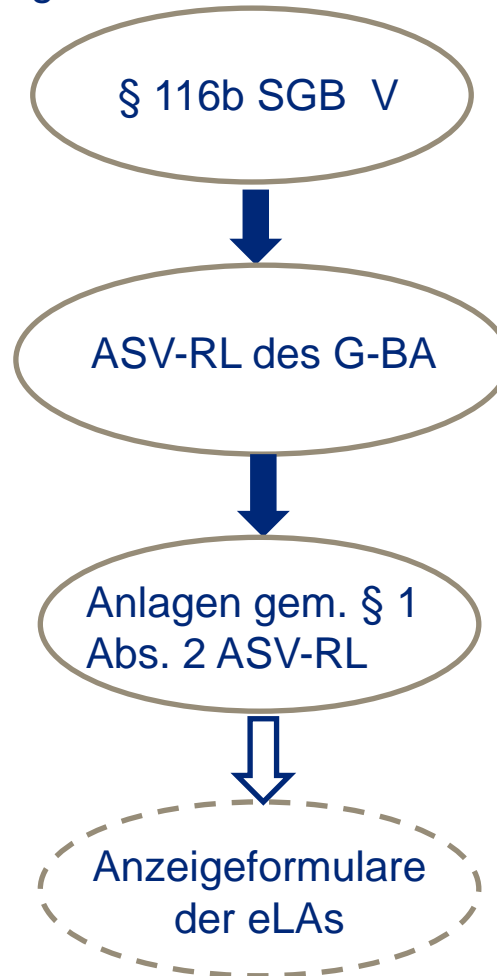 § 116b SGB V
ASV-RL des G-BA
Anlagen gem. § 1
Abs. 2 ASV-RL
Anzeigeformulare
der eLAs